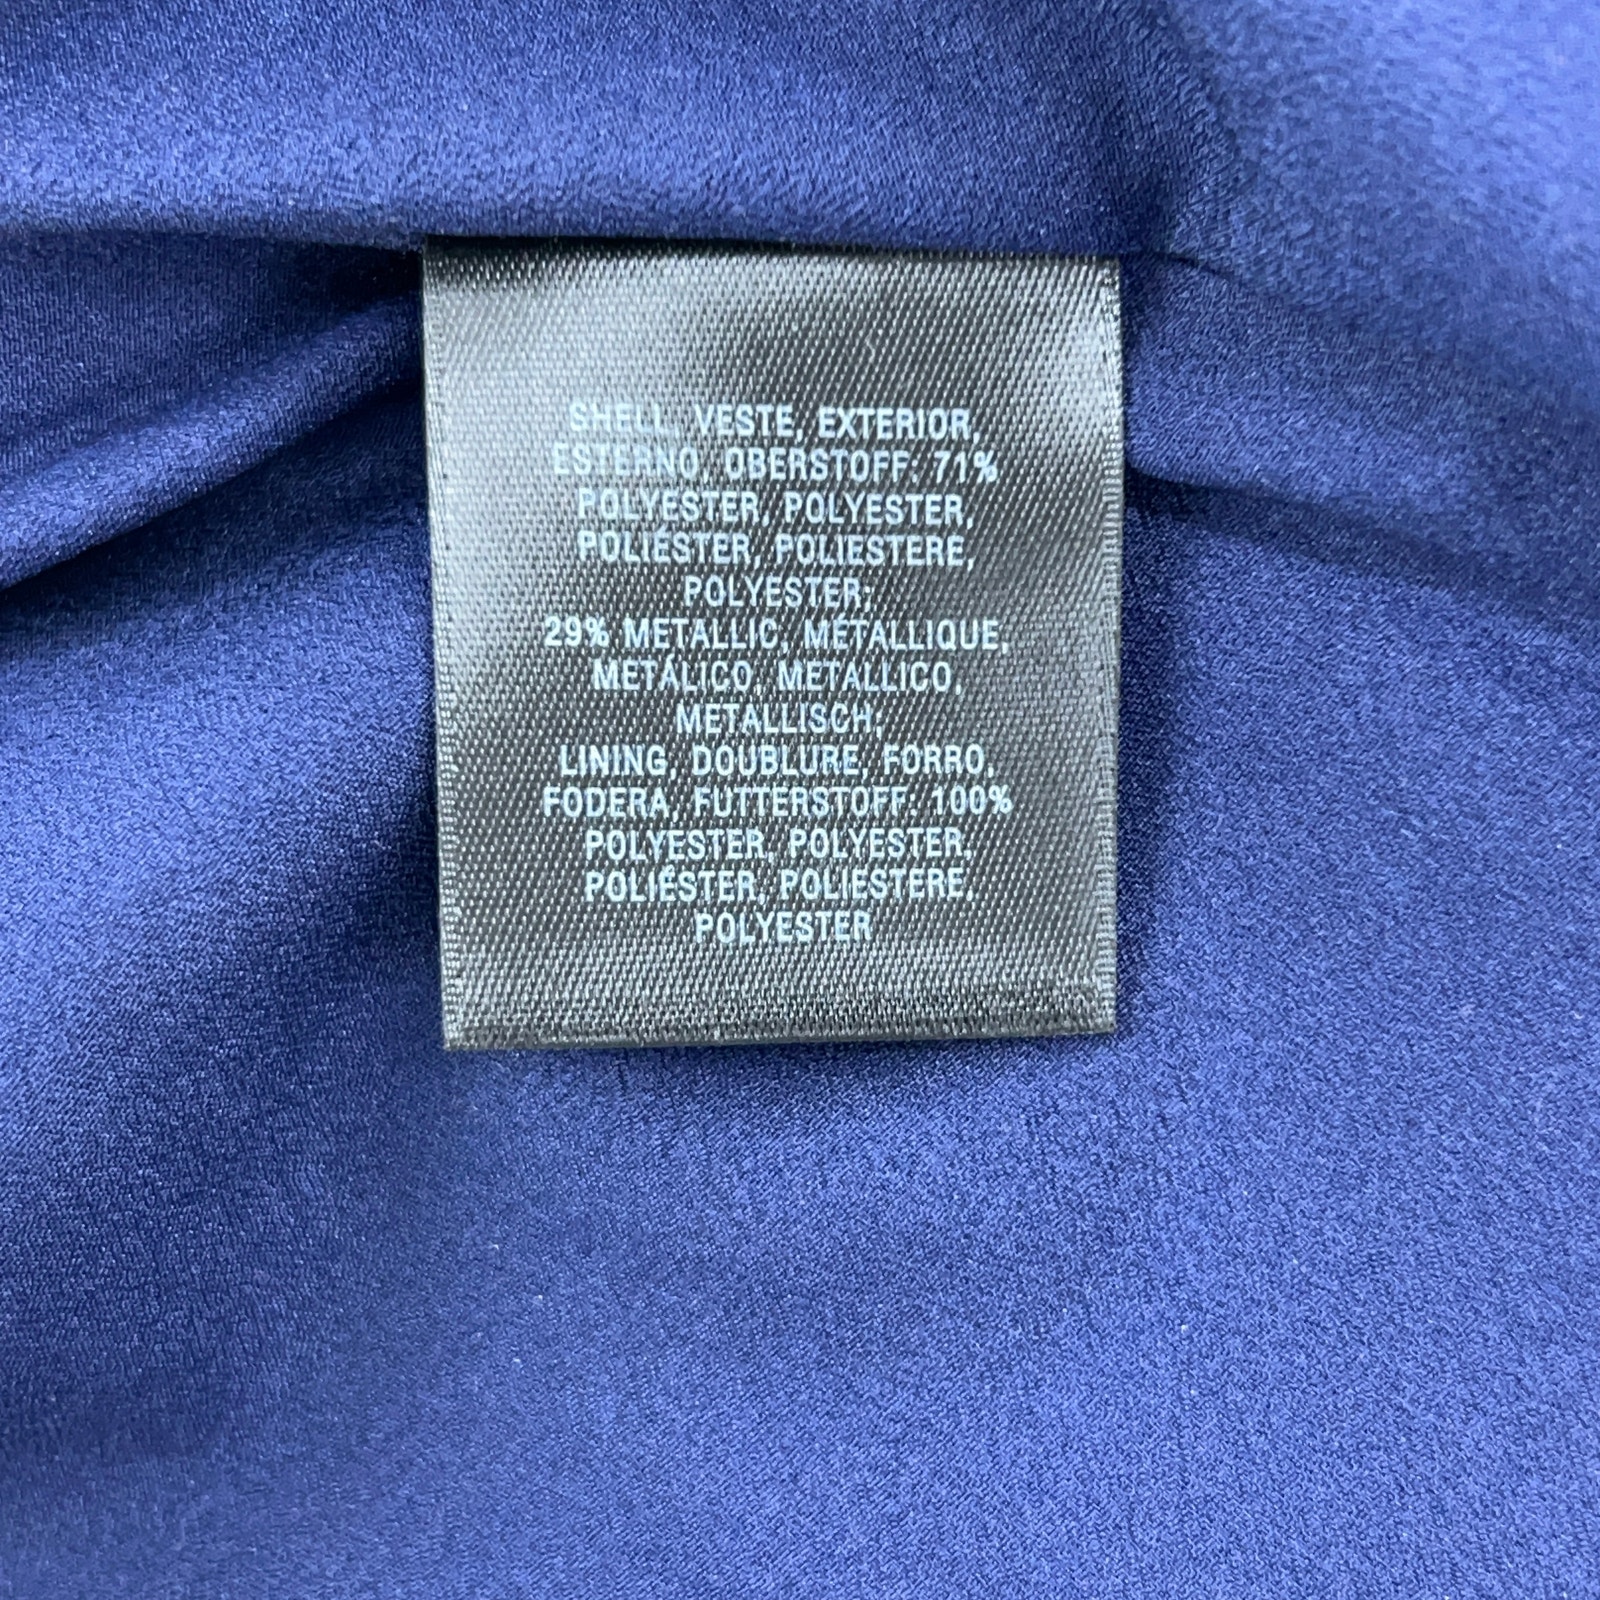 SHELL, VESTE, EXTERIOR,
ESTERNO, OBERSTOFF: 71%
POLYESTER, POLYESTER,
POLIÉSTER, POLIESTERE,
POLYESTER;
29% METALLIC, MÉTALLIQUE,
METÁLICO, METALLICO,
METALLISCH;
LINING, DOUBLURE, FORRO,
FODERA, FUTTERSTOFF: 100%
POLYESTER, POLYESTER,
POLIÉSTER, POLIESTERE,
POLYESTER